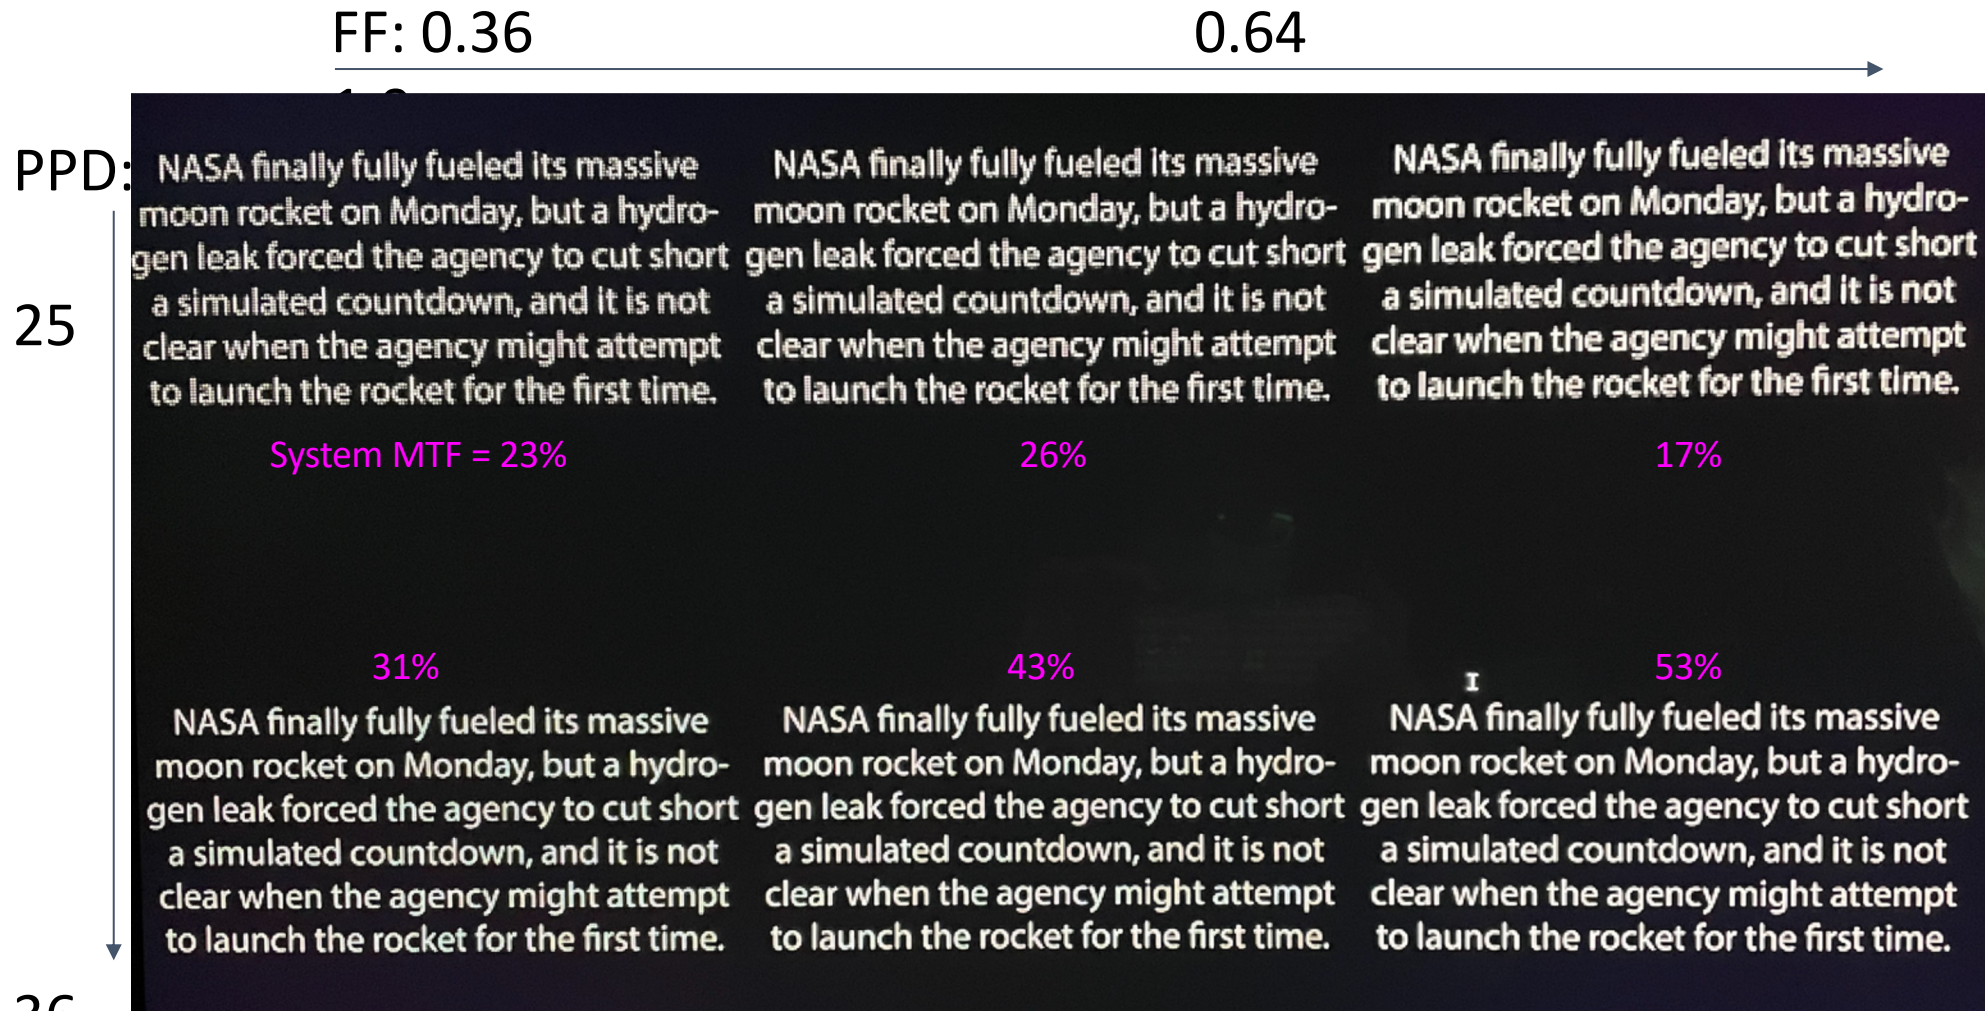 FF: 0.36 0.64
PPD:
25
NASA finally fully fueled its massive
moon rocket on Monday, but a hydro-
gen leak forced the agency to cut short
a simulated countdown, and it is not
clear when the agency might attempt
to launch the rocket for the first time.
System MTF = 23%
NASA finally fully fueled its massive
moon rocket on Monday, but a hydro-
gen leak forced the agency to cut short
a simulated countdown, and it is not
clear when the agency might attempt
to launch the rocket for the first time.
26%
NASA finally fully fueled its massive
moon rocket on Monday, but a hydro-
gen leak forced the agency to cut short
a simulated countdown, and it is not
clear when the agency might attempt
to launch the rocket for the first time.
17%
31%
NASA finally fully fueled its massive
moon rocket on Monday, but a hydro-
gen leak forced the agency to cut short
a simulated countdown, and it is not
clear when the agency might attempt
to launch the rocket for the first time.
43%
NASA finally fully fueled its massive
moon rocket on Monday, but a hydro-
gen leak forced the agency to cut short
a simulated countdown, and it is not
clear when the agency might attempt
to launch the rocket for the first time.
53%
NASA finally fully fueled its massive
moon rocket on Monday, but a hydro-
gen leak forced the agency to cut short
a simulated countdown, and it is not
clear when the agency might attempt
to launch the rocket for the first time.